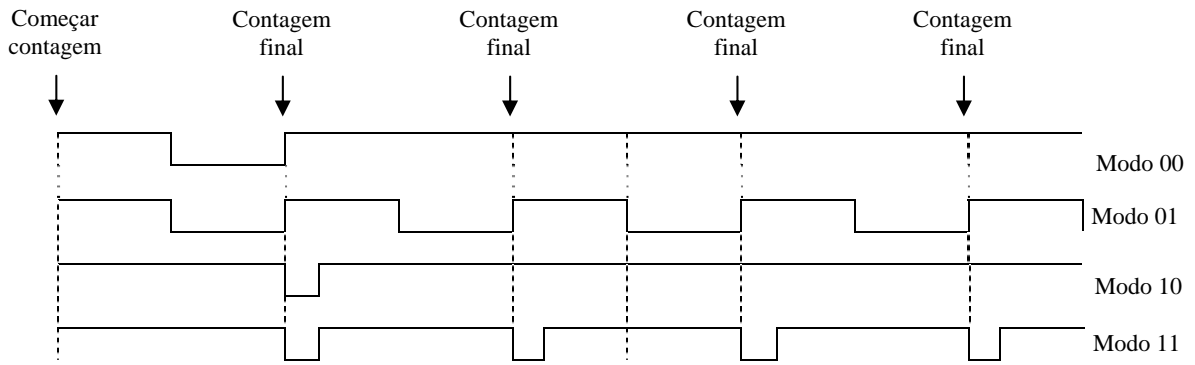 Começar
contagem
Contagem
final
Contagem
final
Contagem
final
Contagem
final
Modo 00
Modo 01
Modo 10
Modo 11